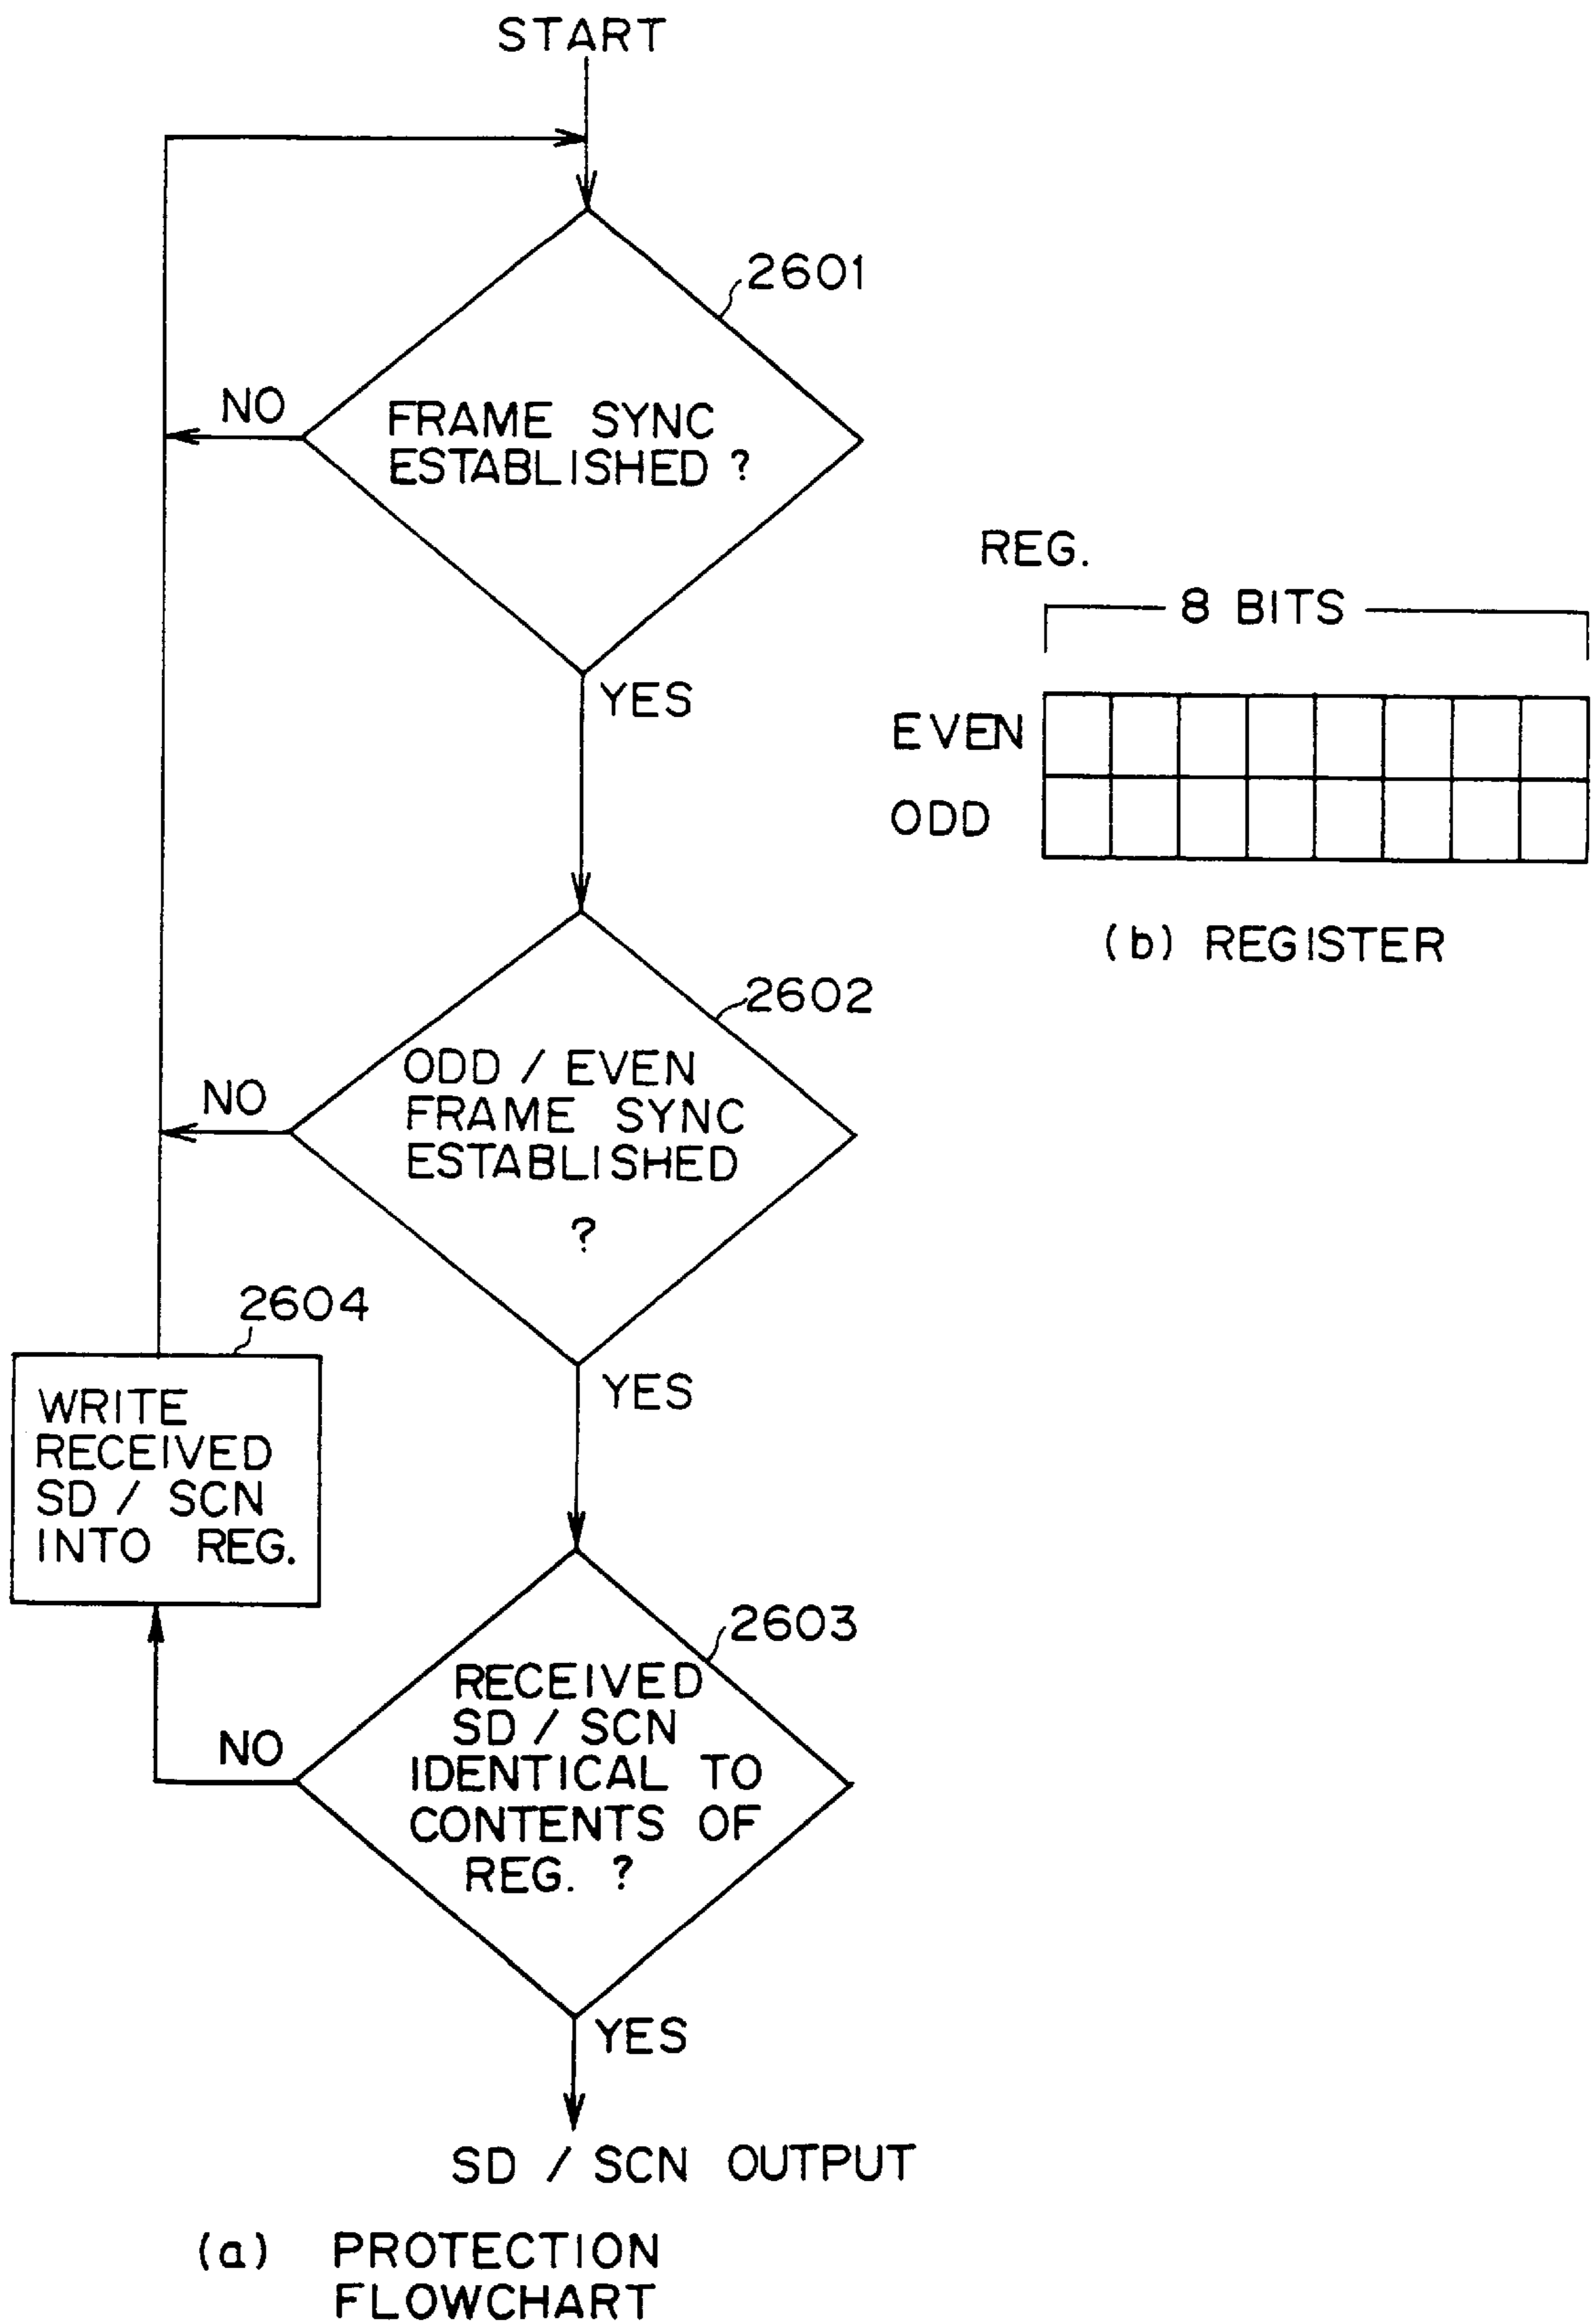 START
2601
NO
FRAME SYNC
ESTABLISHED ?
YES
REG.
8 BITS
EVEN
ODD
(b) REGISTER
2602
ODD / EVEN
FRAME SYNC
ESTABLISHED
?
NO
YES
2604
WRITE
RECEIVED
SD / SCN
INTO REG.
2603
RECEIVED
SD / SCN
IDENTICAL TO
CONTENTS OF
REG. ?
NO
YES
SD / SCN OUTPUT
(a) PROTECTION
FLOWCHART